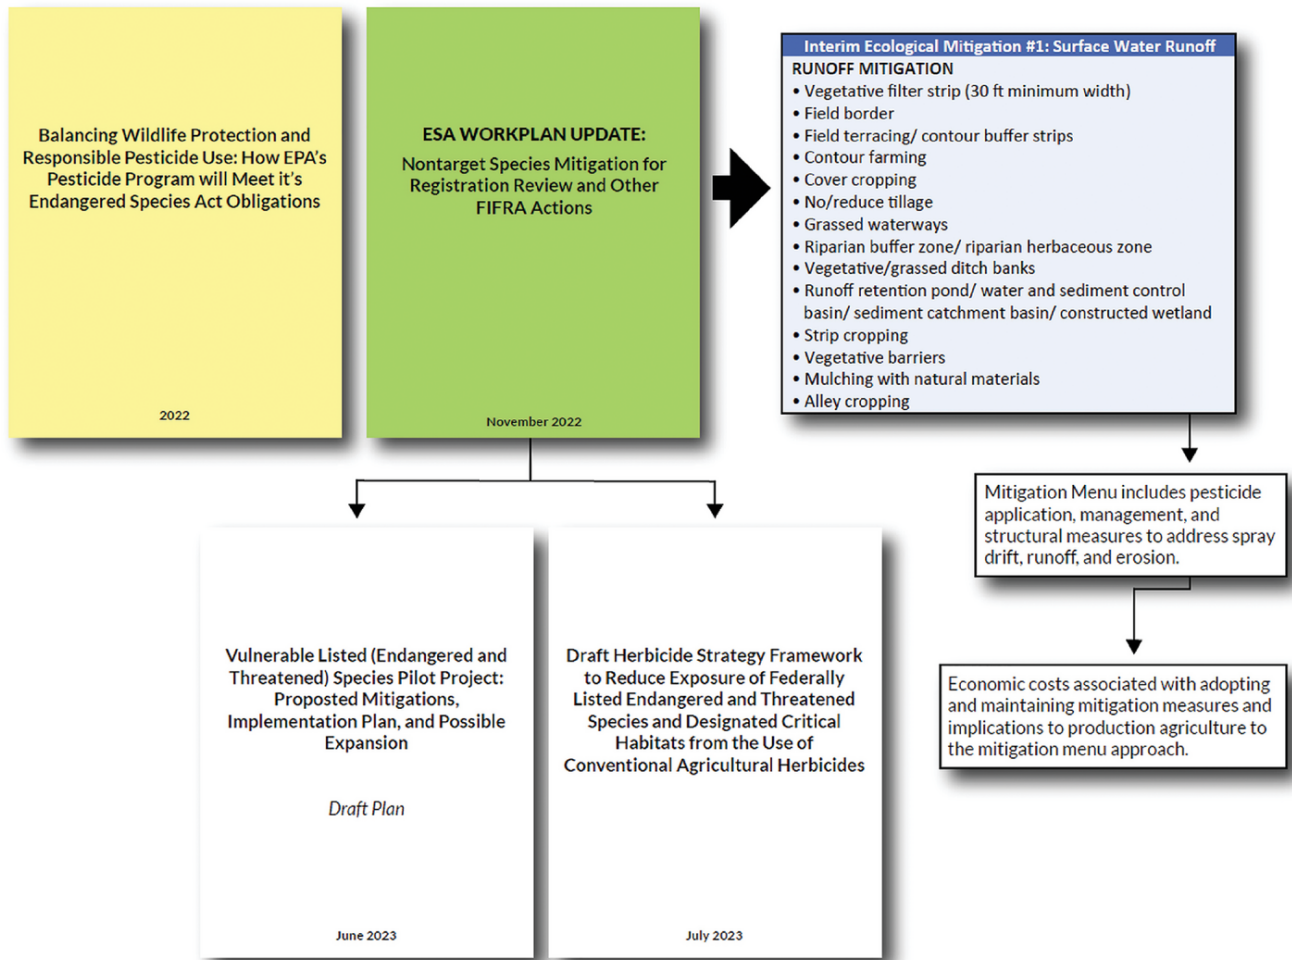 Balancing Wildlife Protection and
Responsible Pesticide Use: How EPA's
Pesticide Program will Meet it's
Endangered Species Act Obligations
2022
ESA WORKPLAN UPDATE:
Nontarget Species Mitigation for
Registration Review and Other
FIFRA Actions
November 2022
Interim Ecological Mitigation #1: Surface Water Runoff
RUNOFF MITIGATION
• Vegetative filter strip (30 ft minimum width)
• Field border
• Field terracing/ contour buffer strips
• Contour farming
• Cover cropping
• No/reduce tillage
• Grassed waterways
• Riparian buffer zone/ riparian herbaceous zone
• Vegetative/grassed ditch banks
• Runoff retention pond/ water and sediment control
basin/ sediment catchment basin/ constructed wetland
• Strip cropping
• Vegetative barriers
• Mulching with natural materials
• Alley cropping
Mitigation Menu includes pesticide
application, management, and
structural measures to address spray
drift, runoff, and erosion.
Economic costs associated with adopting
and maintaining mitigation measures and
implications to production agriculture to
the mitigation menu approach.
Vulnerable Listed (Endangered and
Threatened) Species Pilot Project:
Proposed Mitigations,
Implementation Plan, and Possible
Expansion
Draft Plan
June 2023
Draft Herbicide Strategy Framework
to Reduce Exposure of Federally
Listed Endangered and Threatened
Species and Designated Critical
Habitats from the Use of
Conventional Agricultural Herbicides
July 2023